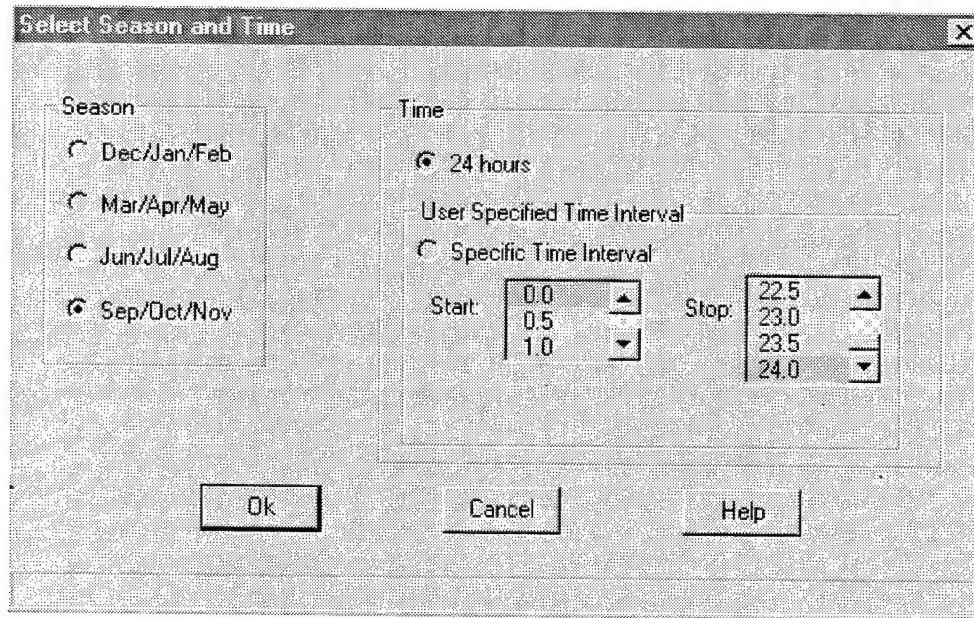 Select Season and Time
Season
Dec/Jan/Feb
Mar/Apr/May
Jun/Jul/Aug
Sep/Oct/Nov
Time
24 hours
User Specified Time Interval
Specific Time Interval
Start:
0.0
0.5
1.0
Stop:
22.5
23.0
23.5
24.0
Ok
Cancel
Help